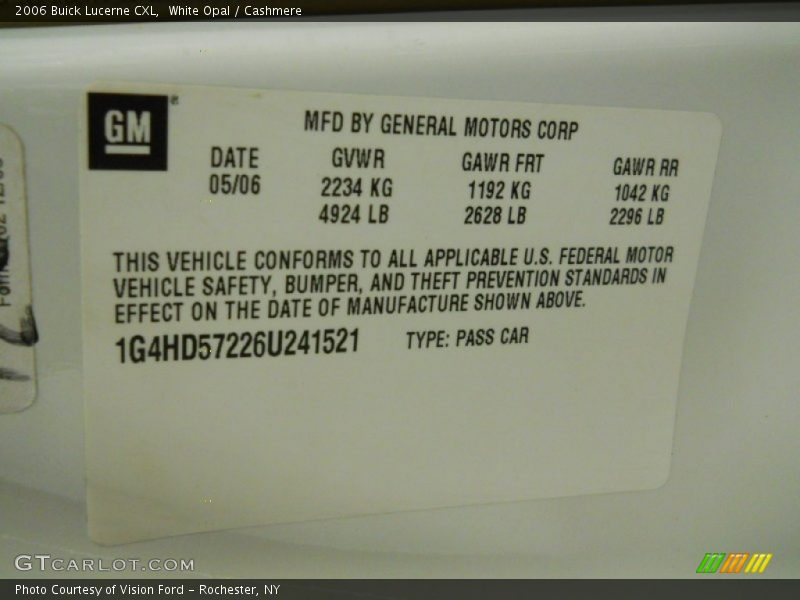 2006 Buick Lucerne CXL,  White Opal / Cashmere
GM
MFD BY GENERAL MOTORS CORP
DATE GVWR GAWR FRT GAWR RR
05/06 2234 KG 1192 KG 1042 KG
4924 LB 2628 LB 2296 LB
THIS VEHICLE CONFORMS TO ALL APPLICABLE U.S. FEDERAL MOTOR
VEHICLE SAFETY, BUMPER, AND THEFT PREVENTION STANDARDS IN
EFFECT ON THE DATE OF MANUFACTURE SHOWN ABOVE.
1G4HD57226U241521 TYPE: PASS CAR
GTCARLOT.COM
Photo Courtesy of Vision Ford – Rochester, NY